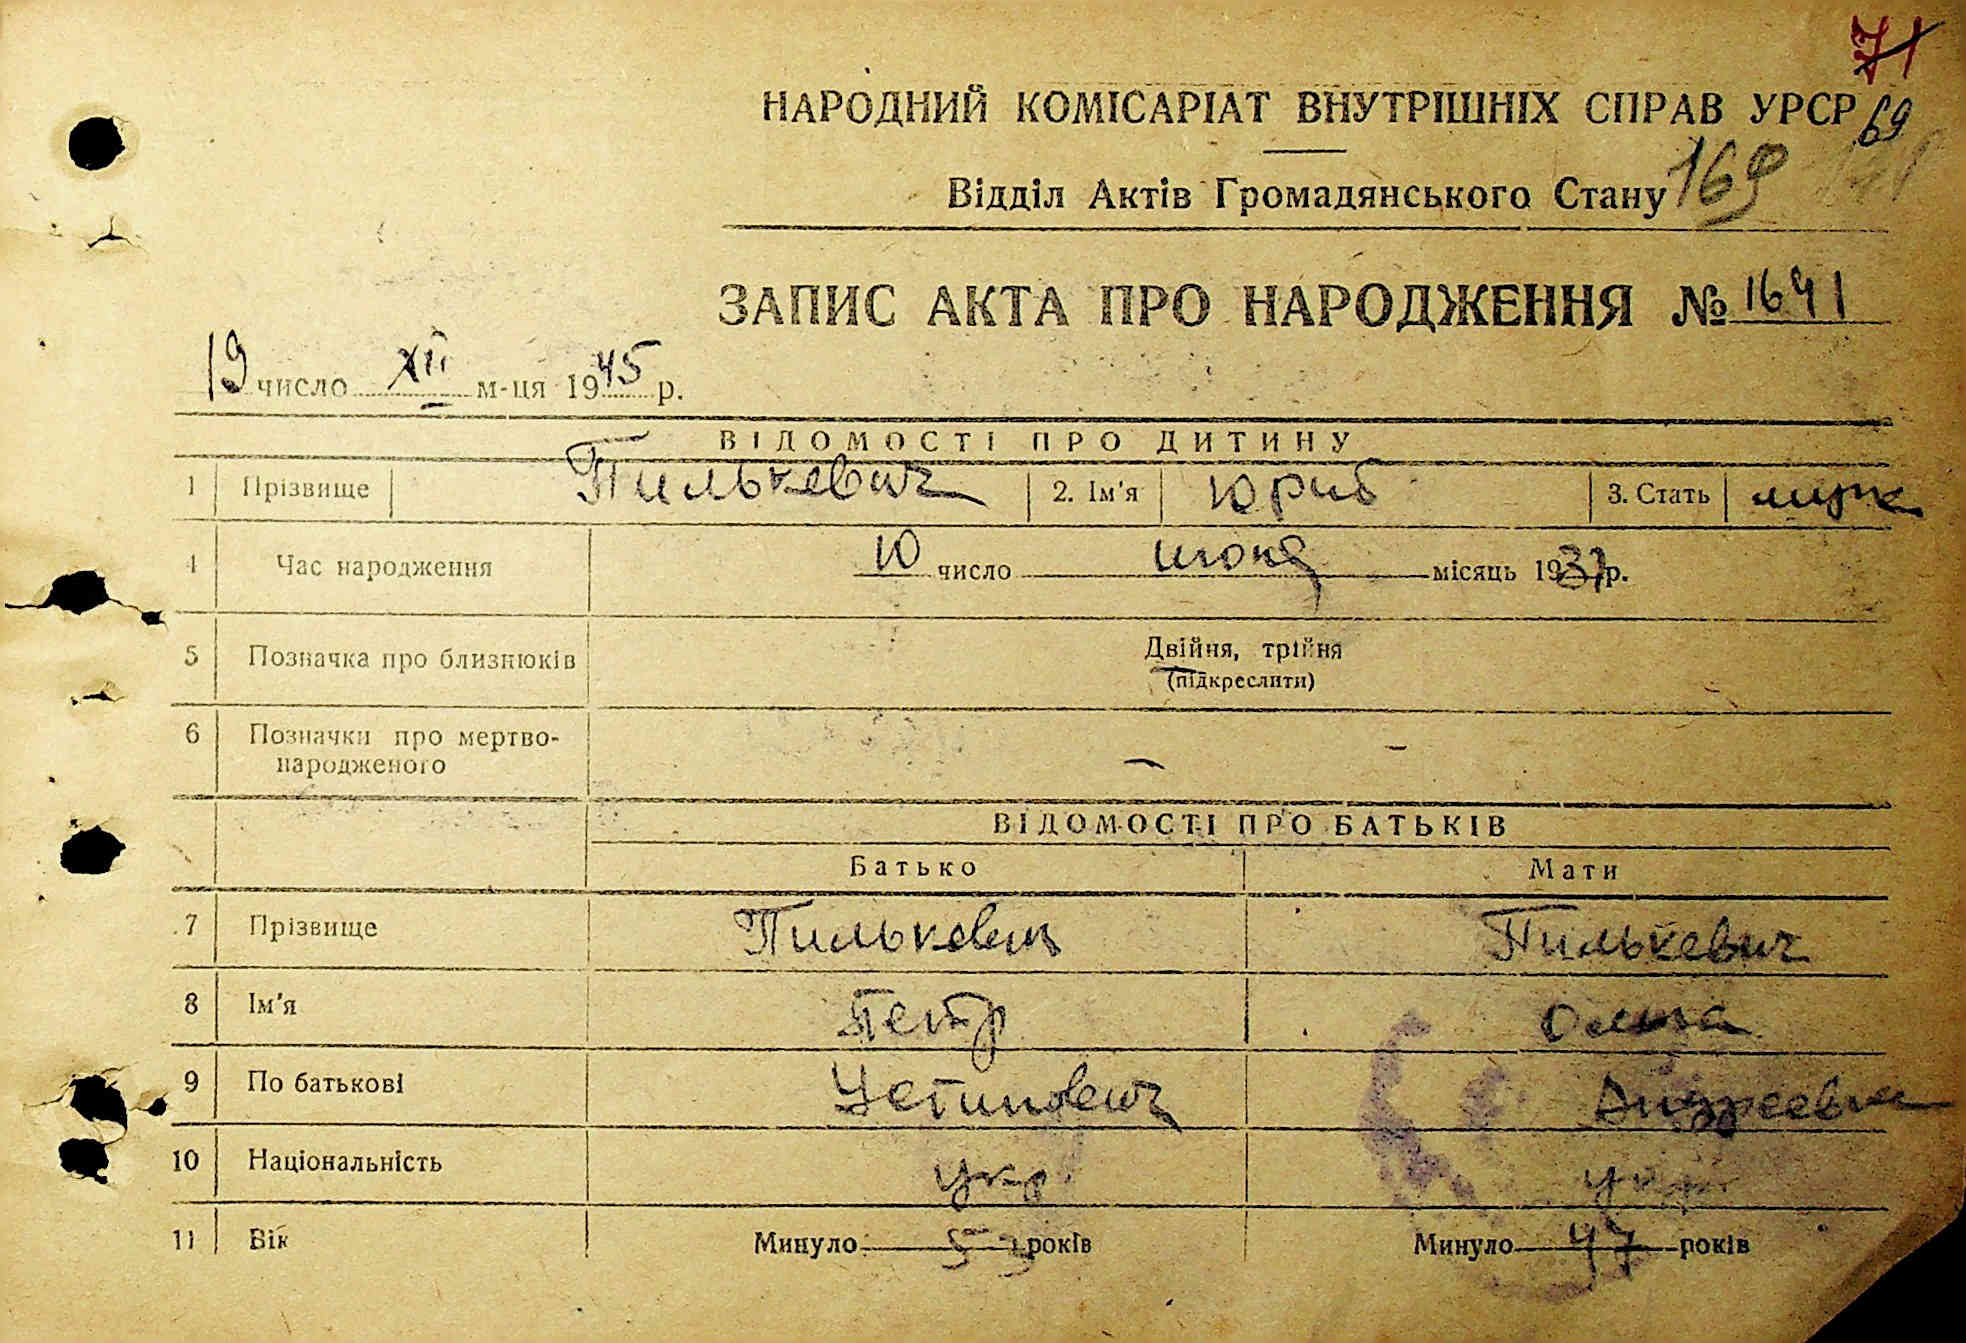 71
НАРОДНИЙ КОМІСАРІАТ ВНУТРІШНІХ СПРАВ УРСР 69
Відділ Актів Громадянського Стану 169
ЗАПИС АКТА ПРО НАРОДЖЕННЯ № 1641
19 число XII м-ця 1945 р.
ВІДОМОСТІ ПРО ДИТИНУ
1 Прізвище Пилькевич 2. Ім'я Юрий 3. Стать
4 Час народження 10 число июня місяць 1937 р.
5 Позначка про близнюків Двійня, трійня
(підкреслити)
6 Позначки про мертво-
народженого — —
ВІДОМОСТІ ПРО БАТЬКІВ
Батько Мати
7 Прізвище Пилькевич Пилькевич
8 Ім'я Петр Ольга
9 По батькові Устинович Андреевна
10 Національність укр. укр
11 Вік Минуло 53 років Минуло 47 років